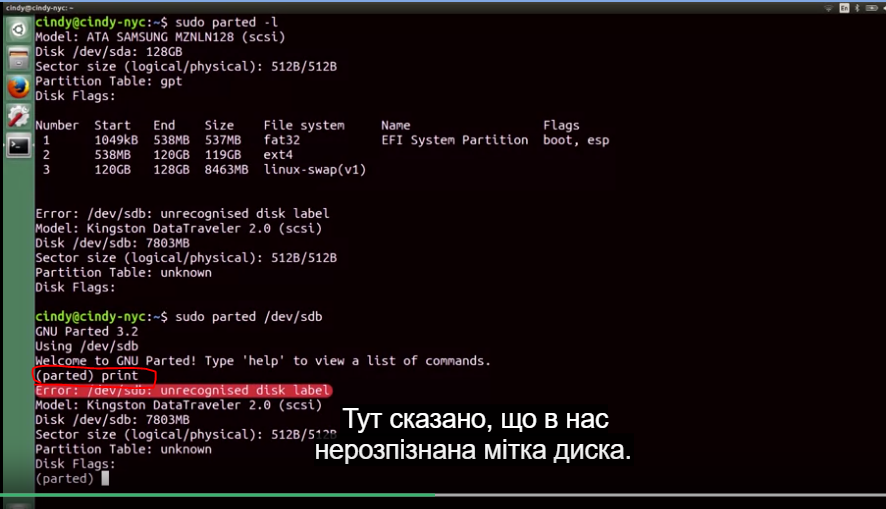 cindy@cindy-nyc: ~
En
cindy@cindy-nyc:~$ sudo parted -l
Model: ATA SAMSUNG MZNLN128 (scsi)
Disk /dev/sda: 128GB
Sector size (logical/physical): 512B/512B
Partition Table: gpt
Disk Flags:
Number Start End Size File system Name Flags
1 1049kB 538MB 537MB fat32 EFI System Partition boot, esp
2 538MB 120GB 119GB ext4
3 120GB 128GB 8463MB linux-swap(v1)
Error: /dev/sdb: unrecognised disk label
Model: Kingston DataTraveler 2.0 (scsi)
Disk /dev/sdb: 7803MB
Sector size (logical/physical): 512B/512B
Partition Table: unknown
Disk Flags:
cindy@cindy-nyc:~$ sudo parted /dev/sdb
GNU Parted 3.2
Using /dev/sdb
Welcome to GNU Parted! Type 'help' to view a list of commands.
(parted) print
Error: /dev/sdb: unrecognised disk label
Model: Kingston DataTraveler 2.0 (scsi)
Disk /dev/sdb: 7803MB
Sector size (logical/physical): 512B/512B
Partition Table: unknown
Disk Flags:
(parted)
Тут сказано, що в нас
нерозпізнана мітка диска.